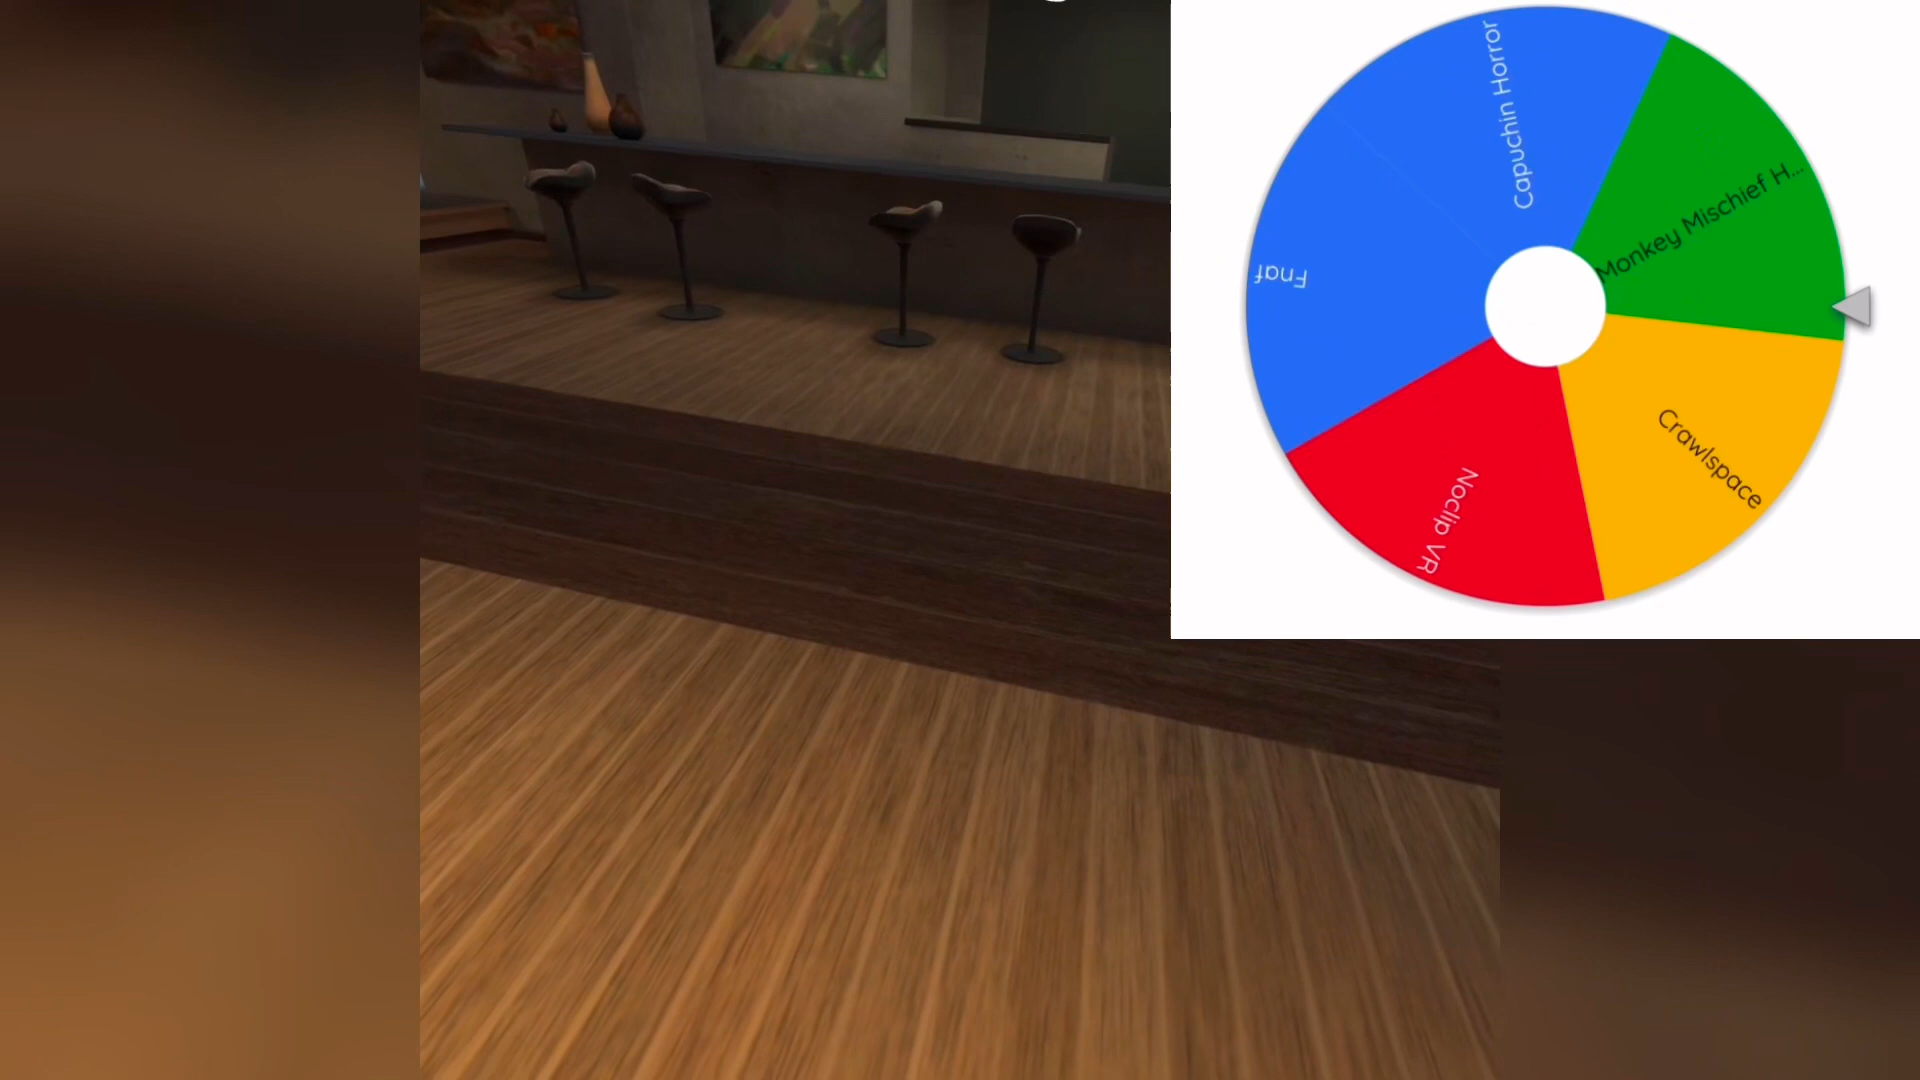 Capuchin Horror
Monkey Mischief H...
Fnaf
Crawlspace
Noclip VR